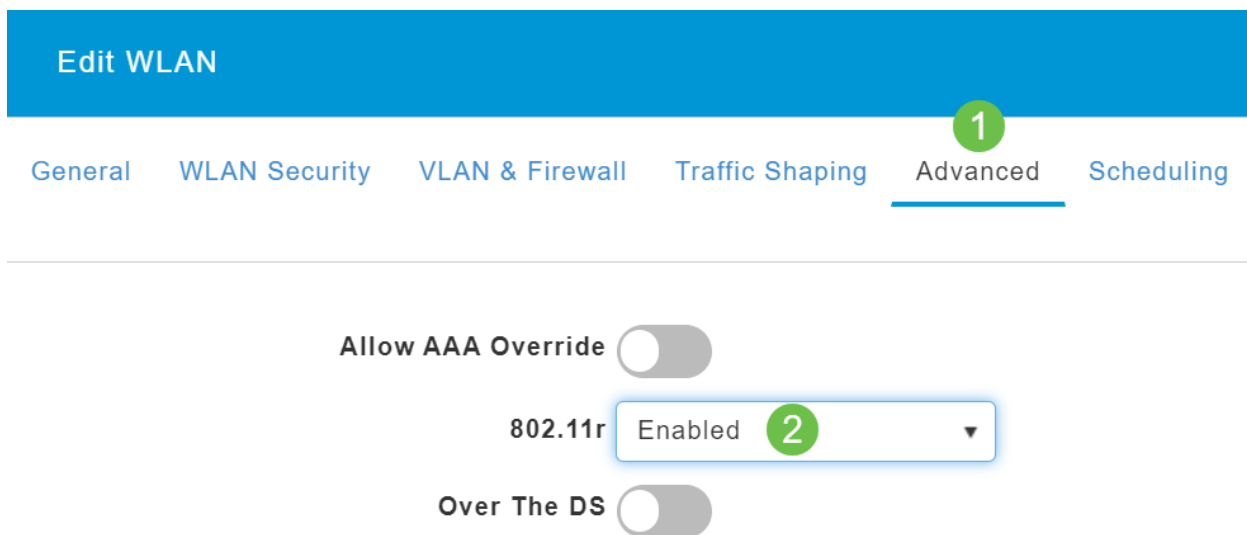 Edit WLAN
1
General WLAN Security VLAN & Firewall Traffic Shaping Advanced Scheduling
Allow AAA Override
802.11r Enabled 2
Over The DS